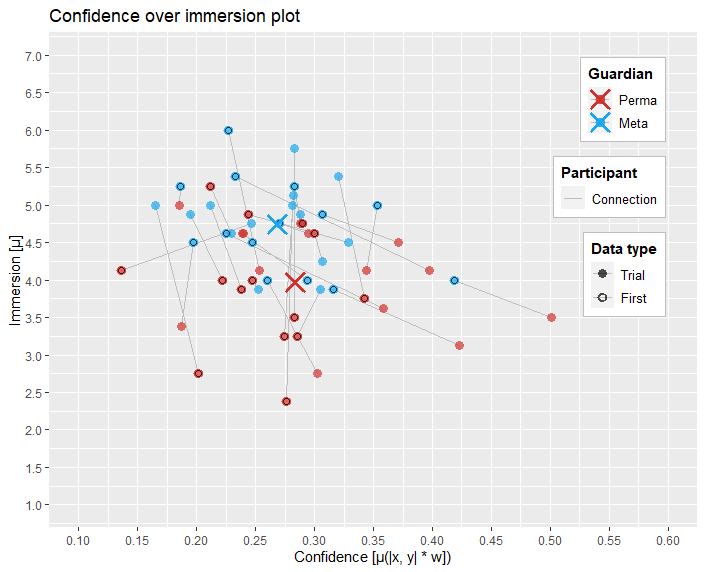 Confidence over immersion plot
Immersion [µ]
7.0
6.5
6.0
5.5
5.0
4.5
4.0
3.5
3.0
2.5
2.0
1.5
1.0
Guardian
Perma
Meta
Participant
Connection
Data type
Trial
First
0.10 0.15 0.20 0.25 0.30 0.35 0.40 0.45 0.50 0.55 0.60
Confidence [µ(|x, y| * w])